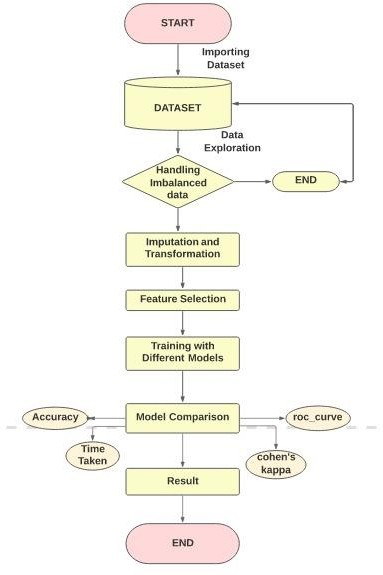 START
Importing
Dataset
DATASET
Data
Exploration
Handling
Imbalanced
data
END
Imputation and
Transformation
Feature Selection
Training with
Different Models
Accuracy
Model Comparison
roc_curve
Time
Taken
cohen's
kappa
Result
END